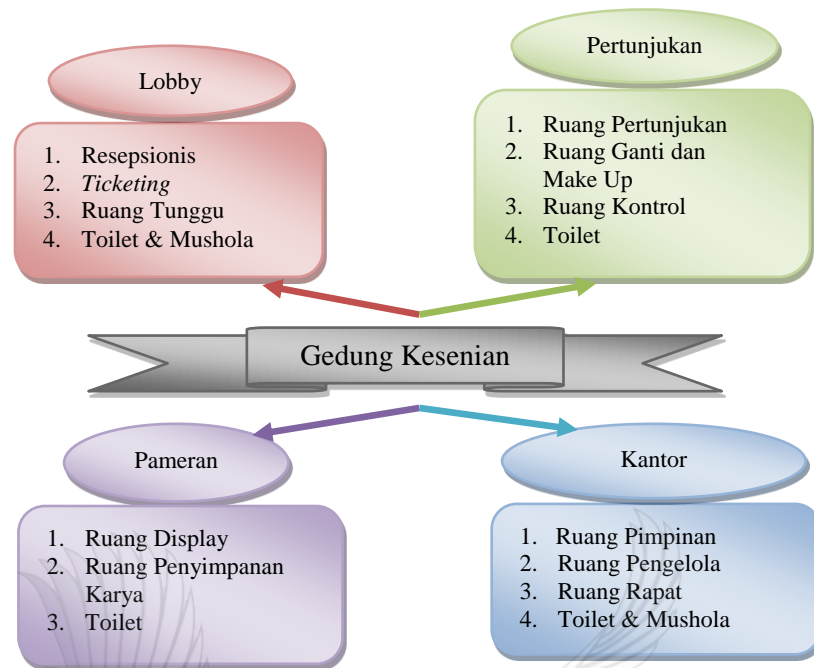 Lobby
1. Resepsionis
2. Ticketing
3. Ruang Tunggu
4. Toilet & Mushola
Pertunjukan
1. Ruang Pertunjukan
2. Ruang Ganti dan
Make Up
3. Ruang Kontrol
4. Toilet
Gedung Kesenian
Pameran
1. Ruang Display
2. Ruang Penyimpanan
Karya
3. Toilet
Kantor
1. Ruang Pimpinan
2. Ruang Pengelola
3. Ruang Rapat
4. Toilet & Mushola